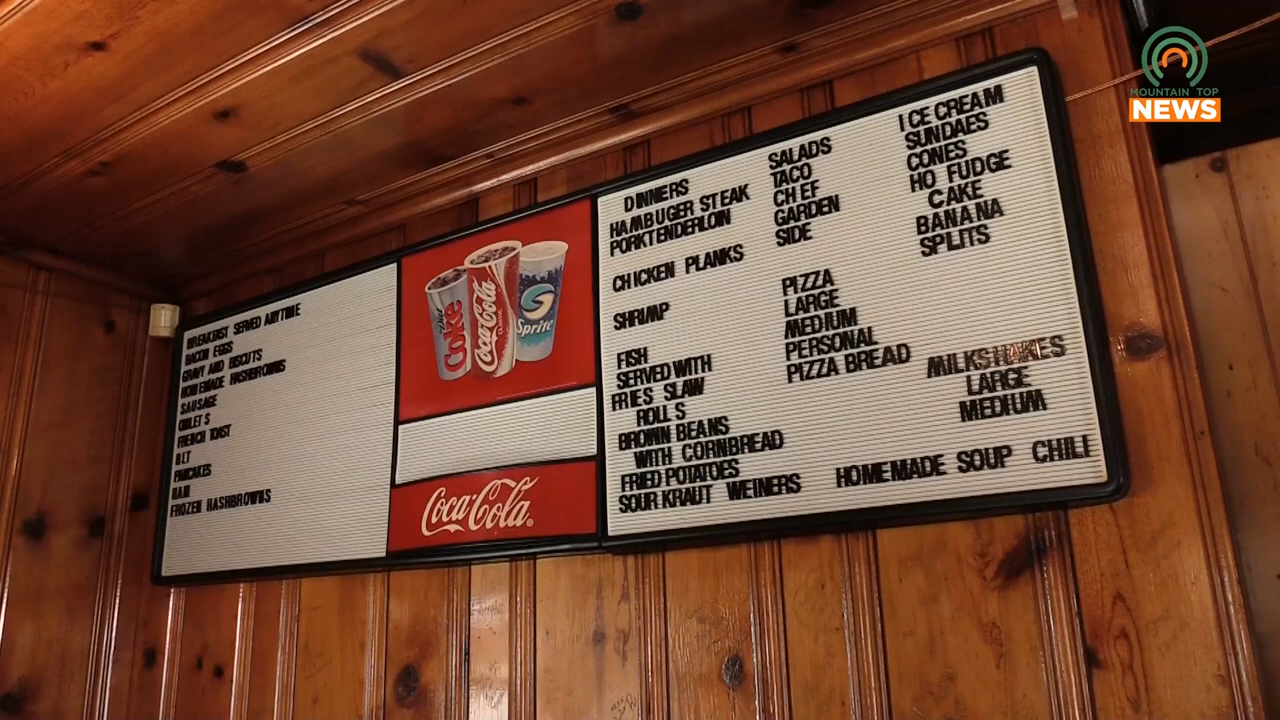 BREAKFAST SERVED ANYTIME
BACON EGGS
GRAVY AND BISCUITS
HOMEMADE HASHBROWNS
SAUSAGE
OMLET S
FRENCH TOAST
BLT
PANCAKES
HAM
FROZEN HASHBROWNS
Diet Coke
Coca-Cola
CLASSIC
Sprite
Coca-Cola
DINNERS
HAMBUGER STEAK
PORKTENDERLOIN
CHICKEN PLANKS
SHRIMP
FISH
SERVED WITH
FRIES SLAW
ROLL S
BROWN BEANS
WITH CORNBREAD
FRIED POTATOES
SOUR KRAUT WEINERS
SALADS
TACO
CHEF
GARDEN
SIDE
PIZZA
LARGE
MEDIUM
PERSONAL
PIZZA BREAD
ICE CREAM
SUNDAES
CONES
HO FUDGE
CAKE
BANANA
SPLITS
MILKSHAKES
LARGE
MEDIUM
HOMEMADE SOUP CHILI
MOUNTAIN TOP
NEWS